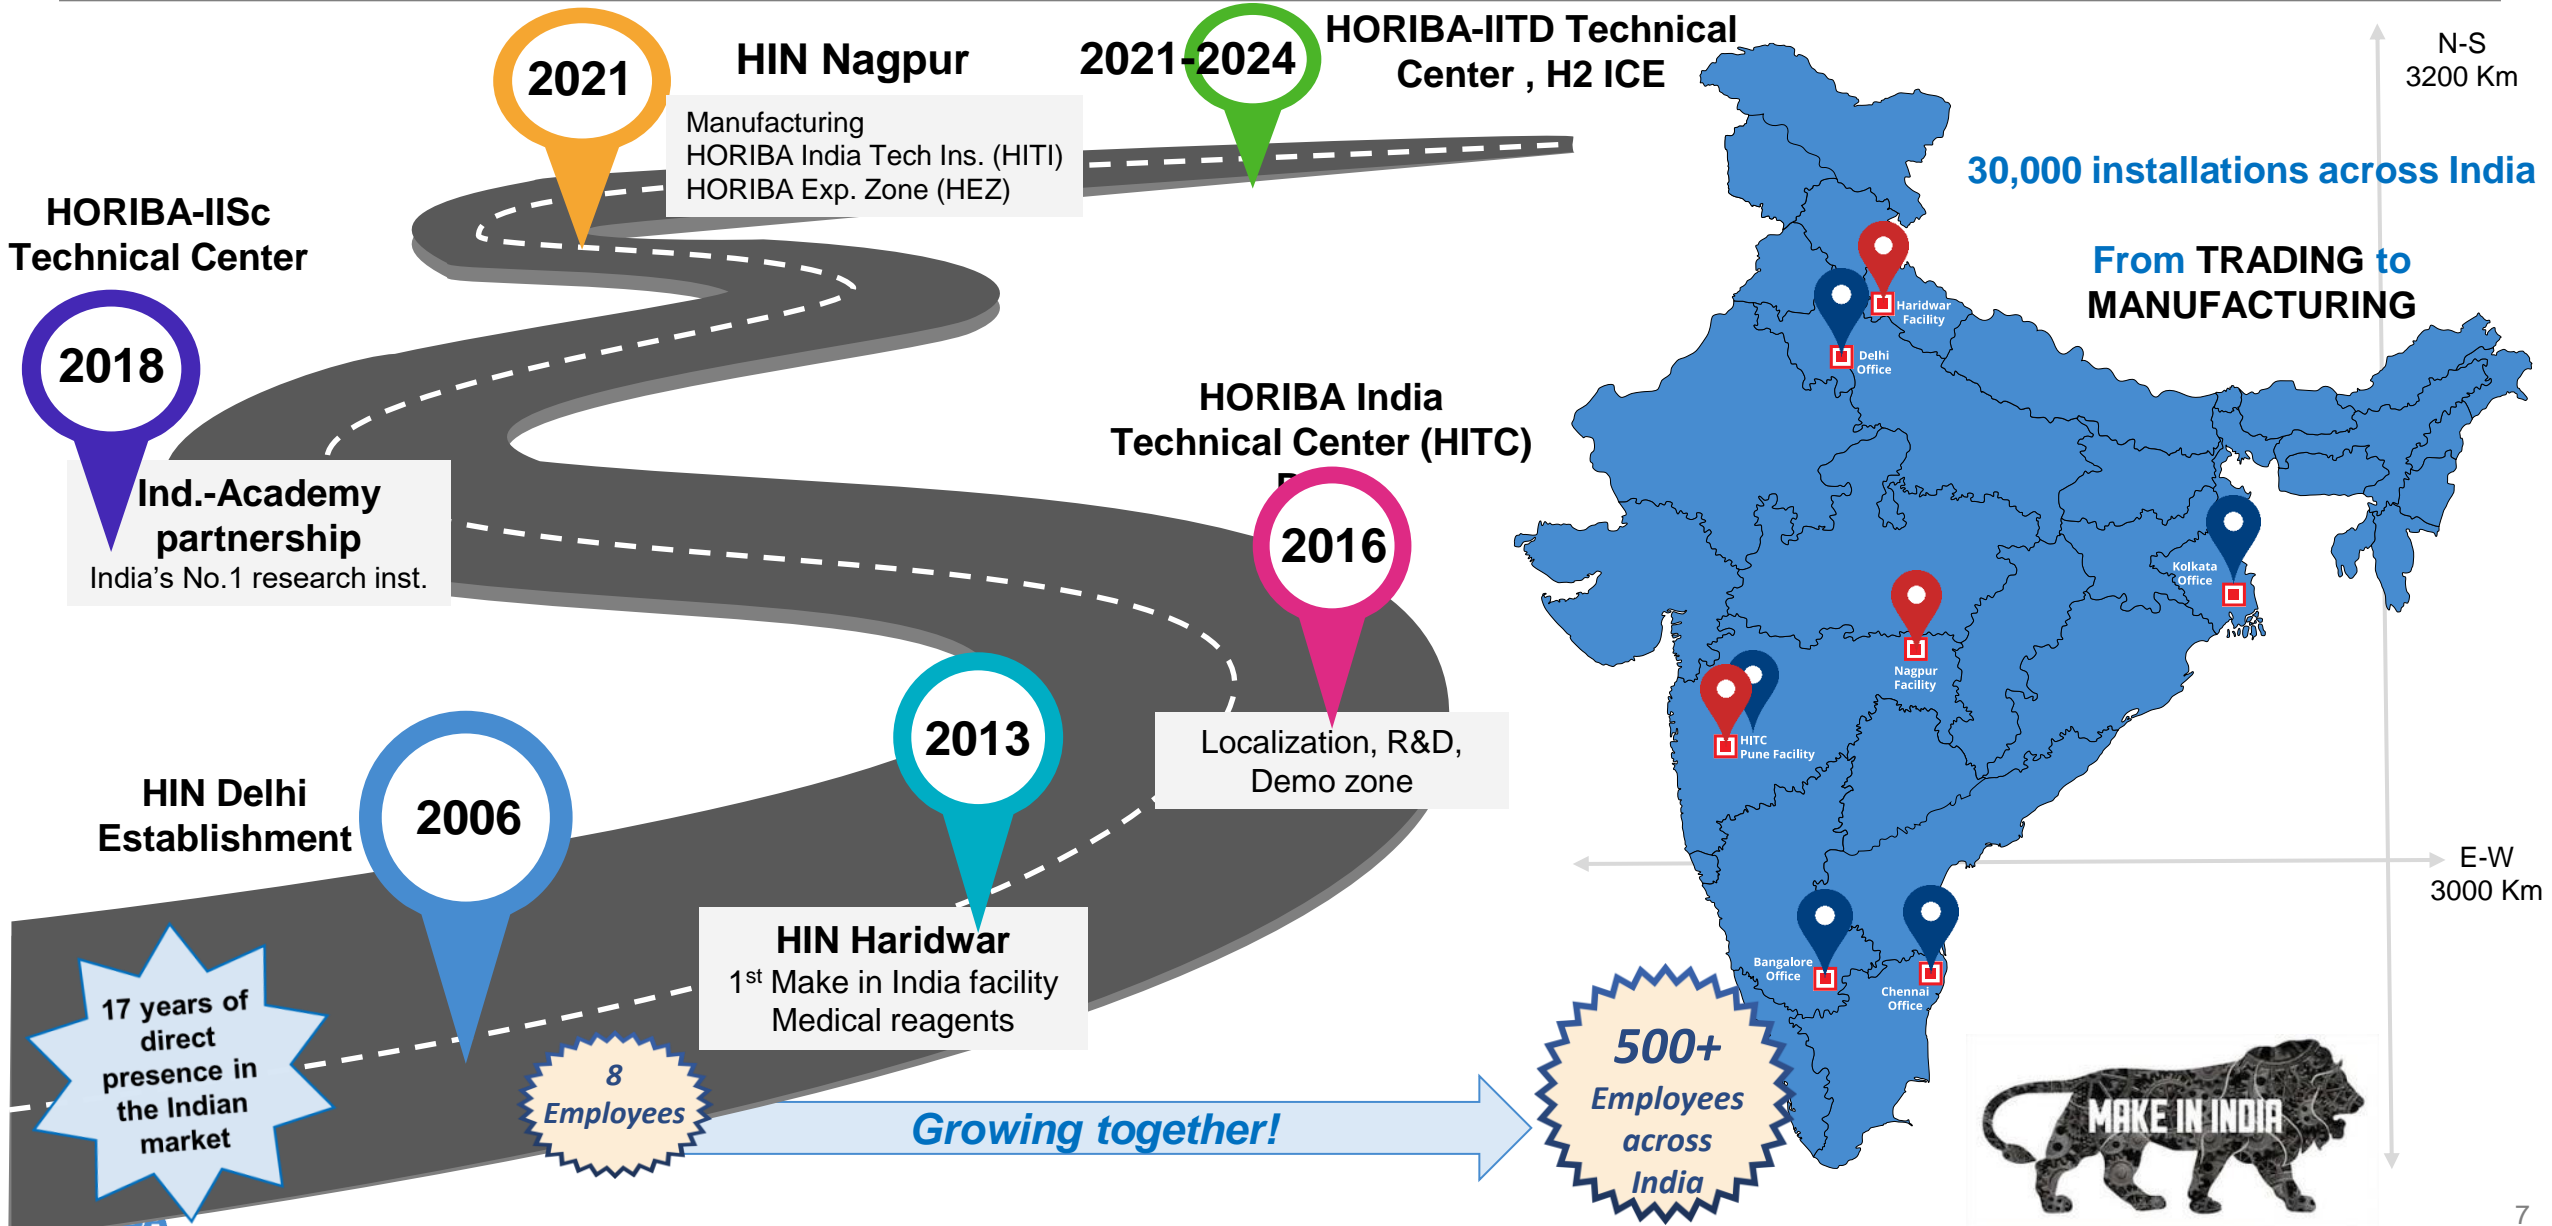 2021
HIN Nagpur
Manufacturing
HORIBA India Tech Ins. (HITI)
HORIBA Exp. Zone (HEZ)
2021-2024
HORIBA-IITD Technical
Center , H2 ICE
N-S
3200 Km
30,000 installations across India
From TRADING to
MANUFACTURING
HORIBA-IISc
Technical Center
2018
Ind.-Academy
partnership
India's No.1 research inst.
HORIBA India
Technical Center (HITC)
2016
Localization, R&D,
Demo zone
HIN Delhi
Establishment
2006
2013
HIN Haridwar
1st Make in India facility
Medical reagents
17 years of
direct
presence in
the Indian
market
8
Employees
Growing together!
500+
Employees
across
India
Haridwar
Facility
Delhi
Office
Kolkata
Office
Nagpur
Facility
HITC
Pune Facility
Bangalore
Office
Chennai
Office
E-W
3000 Km
MAKE IN INDIA
7